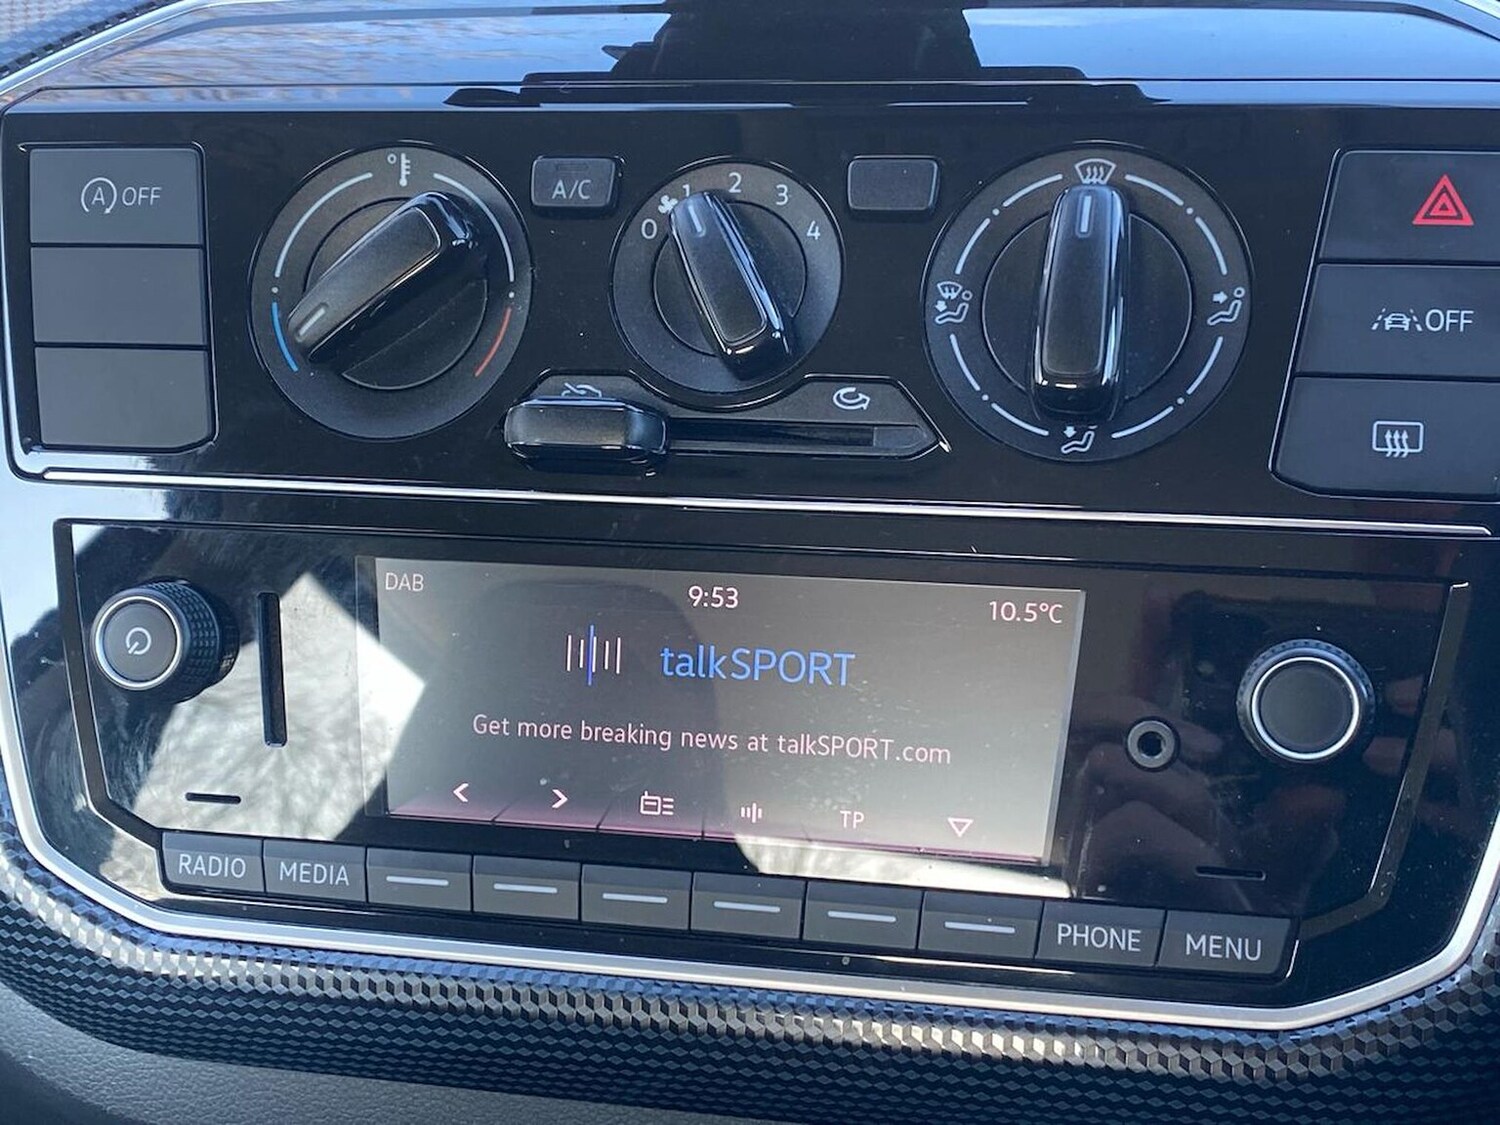 A OFF
A/C
0
1
2
3
4
OFF
DAB
9:53
10.5°C
talkSPORT
Get more breaking news at talkSPORT.com
TP
RADIO
MEDIA
PHONE
MENU